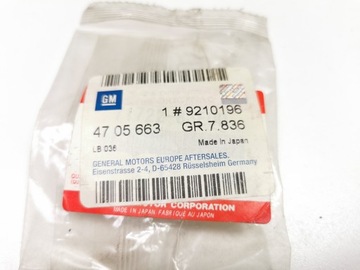 GM
1 # 9210196
47 05 663 GR.7.836
LB 036 Made in Japan
GENERAL MOTORS EUROPE AFTERSALES.
Eisenstrasse 2-4, D-65428 Rüsselsheim Germany
MOTOR CORPORATION
MADE IN JAPAN, FABRIQUE AU JAPON